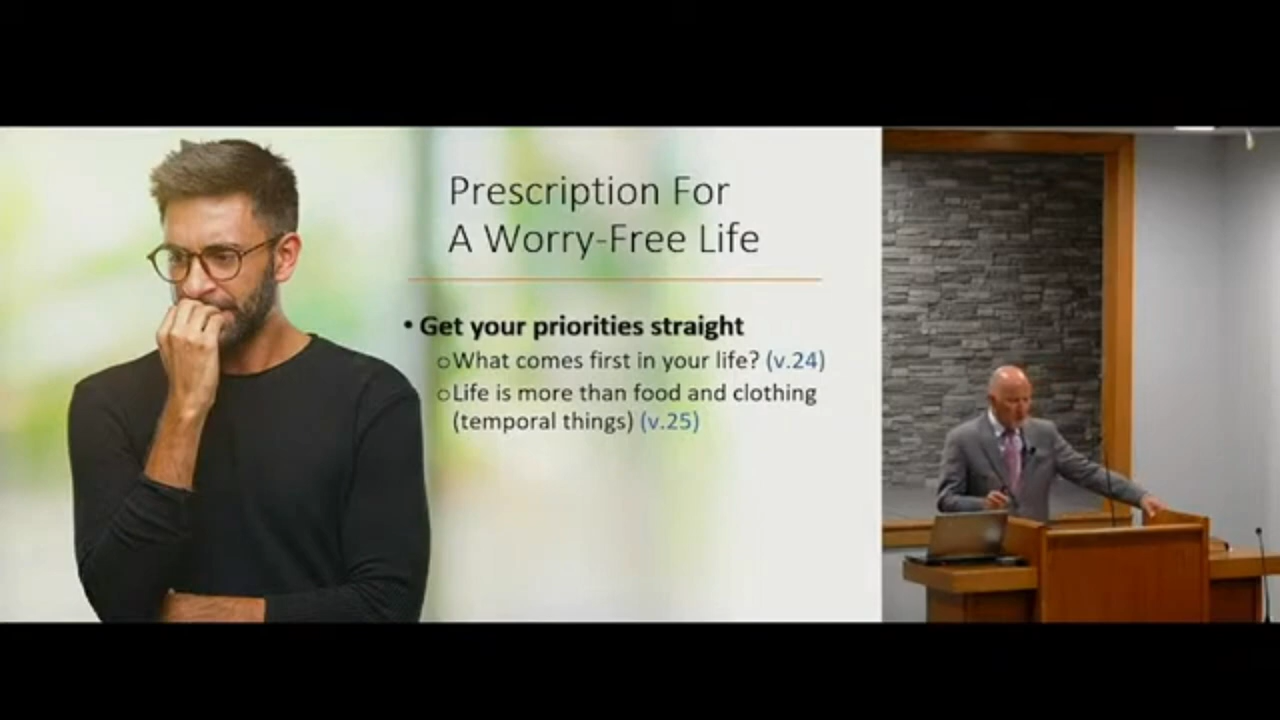 Prescription For
A Worry-Free Life
• Get your priorities straight
o What comes first in your life? (v.24)
o Life is more than food and clothing
(temporal things) (v.25)